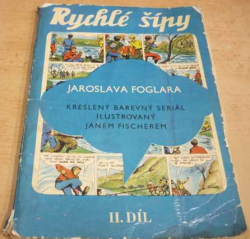 Rychlé šípy
JAROSLAVA FOGLARA
KRESLENÝ BAREVNÝ SERIÁL
ILUSTROVANÝ
JANEM FISCHEREM
II. DÍL